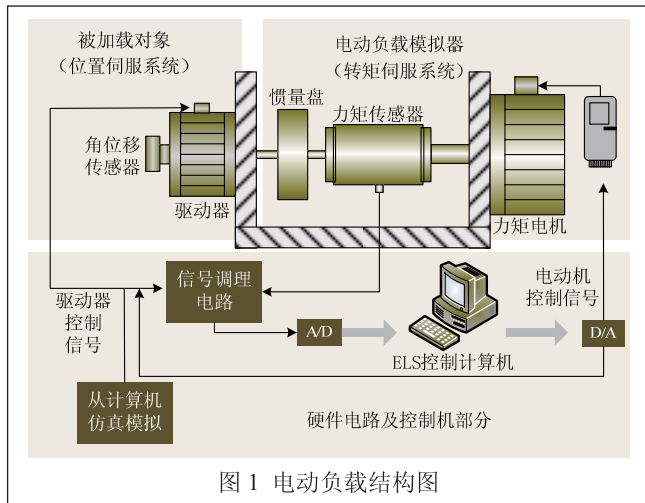 被加载对象
（位置伺服系统）
电动负载模拟器
（转矩伺服系统）
惯量盘
力矩传感器
角位移
传感器
驱动器
力矩电机
信号调理
电路
驱动器
控制
信号
A/D
ELS控制计算机
电动机
控制信号
D/A
从计算机
仿真模拟
硬件电路及控制机部分
图 1 电动负载结构图